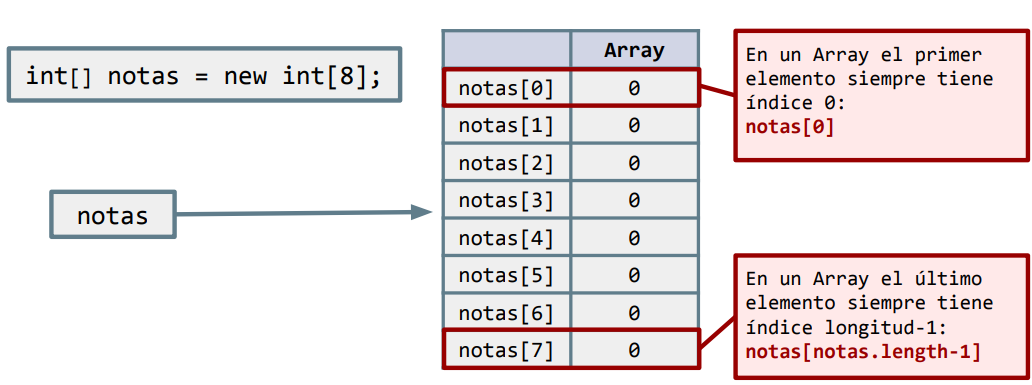 int[] notas = new int[8];
notas
Array
notas[0] 0
notas[1] 0
notas[2] 0
notas[3] 0
notas[4] 0
notas[5] 0
notas[6] 0
notas[7] 0
En un Array el primer
elemento siempre tiene
índice 0:
notas[0]
En un Array el último
elemento siempre tiene
índice longitud-1:
notas[notas.length-1]